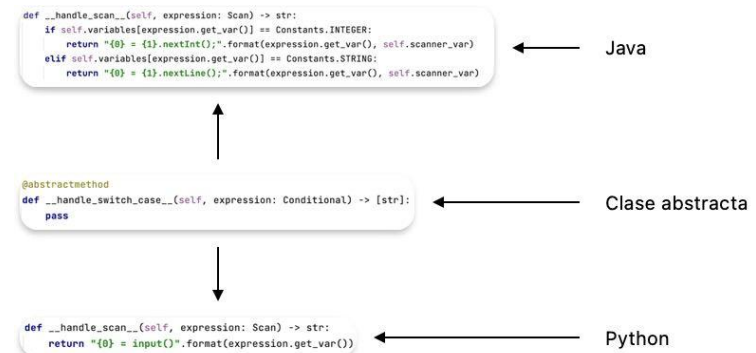 def __handle_scan__(self, expression: Scan) -> str:
if self.variables[expression.get_var()] == Constants.INTEGER:
return "{0} = {1}.nextInt();".format(expression.get_var(), self.scanner_var)
elif self.variables[expression.get_var()] == Constants.STRING:
return "{0} = {1}.nextLine();".format(expression.get_var(), self.scanner_var)
Java
@abstractmethod
def __handle_switch_case__(self, expression: Conditional) -> [str]:
pass
Clase abstracta
def __handle_scan__(self, expression: Scan) -> str:
return "{0} = input()".format(expression.get_var())
Python